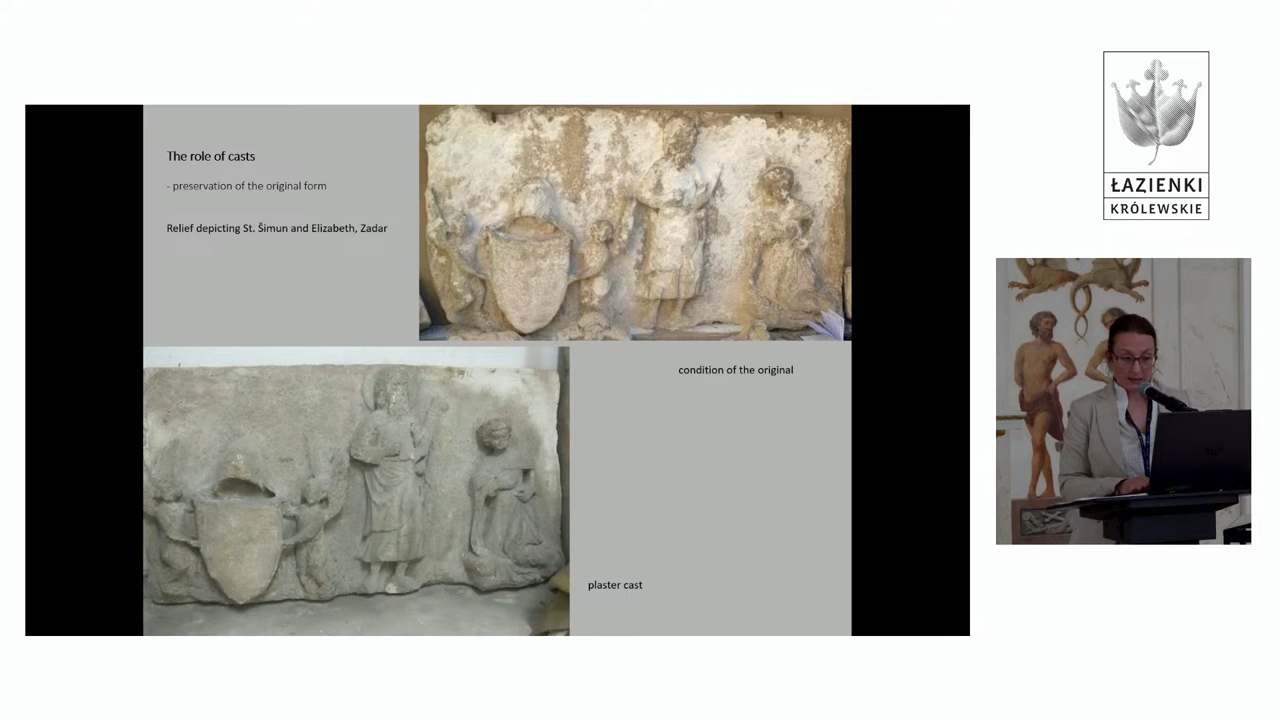 The role of casts
- preservation of the original form
Relief depicting St. Šimun and Elizabeth, Zadar
condition of the original
plaster cast
ŁAZIENKI
KRÓLEWSKIE